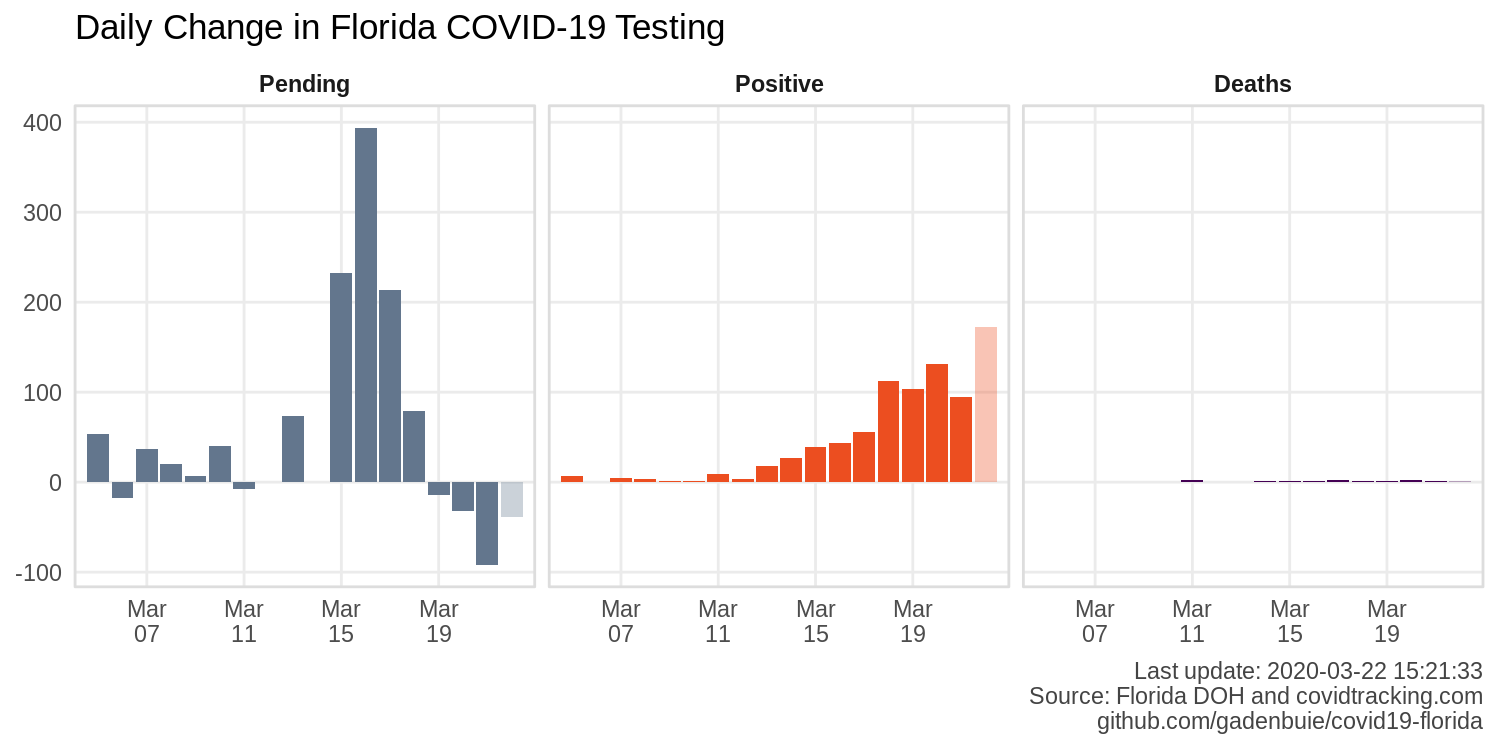 Daily Change in Florida COVID-19 Testing
Pending
Positive
Deaths
400
300
200
100
0
-100
Mar 07
Mar 11
Mar 15
Mar 19
Mar 07
Mar 11
Mar 15
Mar 19
Mar 07
Mar 11
Mar 15
Mar 19
Last update: 2020-03-22 15:21:33
Source: Florida DOH and covidtracking.com
github.com/gadenbuie/covid19-florida